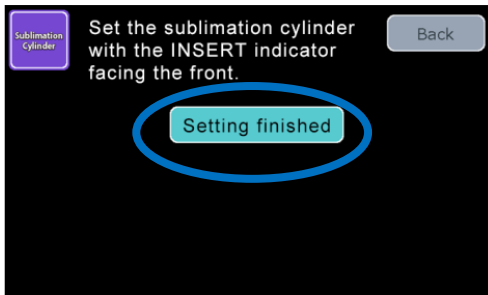 Sublimation
Cylinder
Set the sublimation cylinder
with the INSERT indicator
facing the front.
Back
Setting finished